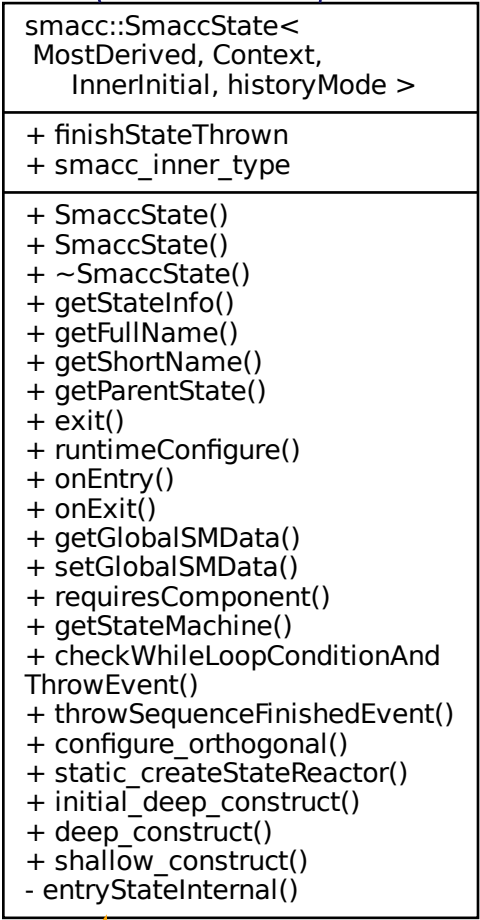 smacc::SmaccState<
MostDerived, Context,
InnerInitial, historyMode >
+ finishStateThrown
+ smacc_inner_type
+ SmaccState()
+ SmaccState()
+ ~SmaccState()
+ getStateInfo()
+ getFullName()
+ getShortName()
+ getParentState()
+ exit()
+ runtimeConfigure()
+ onEntry()
+ onExit()
+ getGlobalSMData()
+ setGlobalSMData()
+ requiresComponent()
+ getStateMachine()
+ checkWhileLoopConditionAnd
ThrowEvent()
+ throwSequenceFinishedEvent()
+ configure_orthogonal()
+ static_createStateReactor()
+ initial_deep_construct()
+ deep_construct()
+ shallow_construct()
- entryStateInternal()